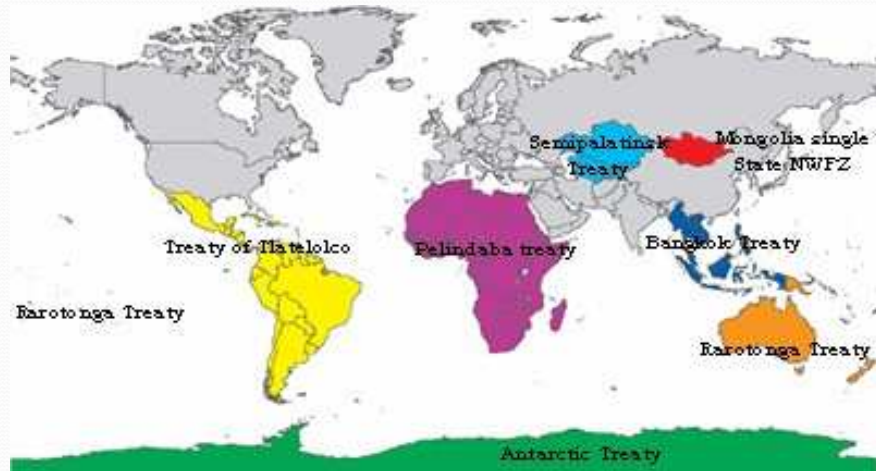 Semipalatinsk
Treaty
Mongolia single
State NWFZ
Treaty of Tlatelolco
Pelindaba treaty
Bangkok Treaty
Rarotonga Treaty
Rarotonga Treaty
Antarctic Treaty